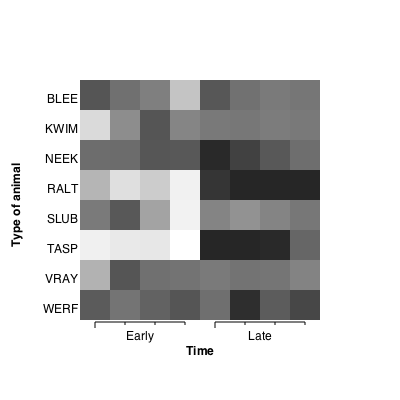 BLEE
KWIM
NEEK
RALT
SLUB
TASP
VRAY
WERF
Type of animal
Early Late
Time